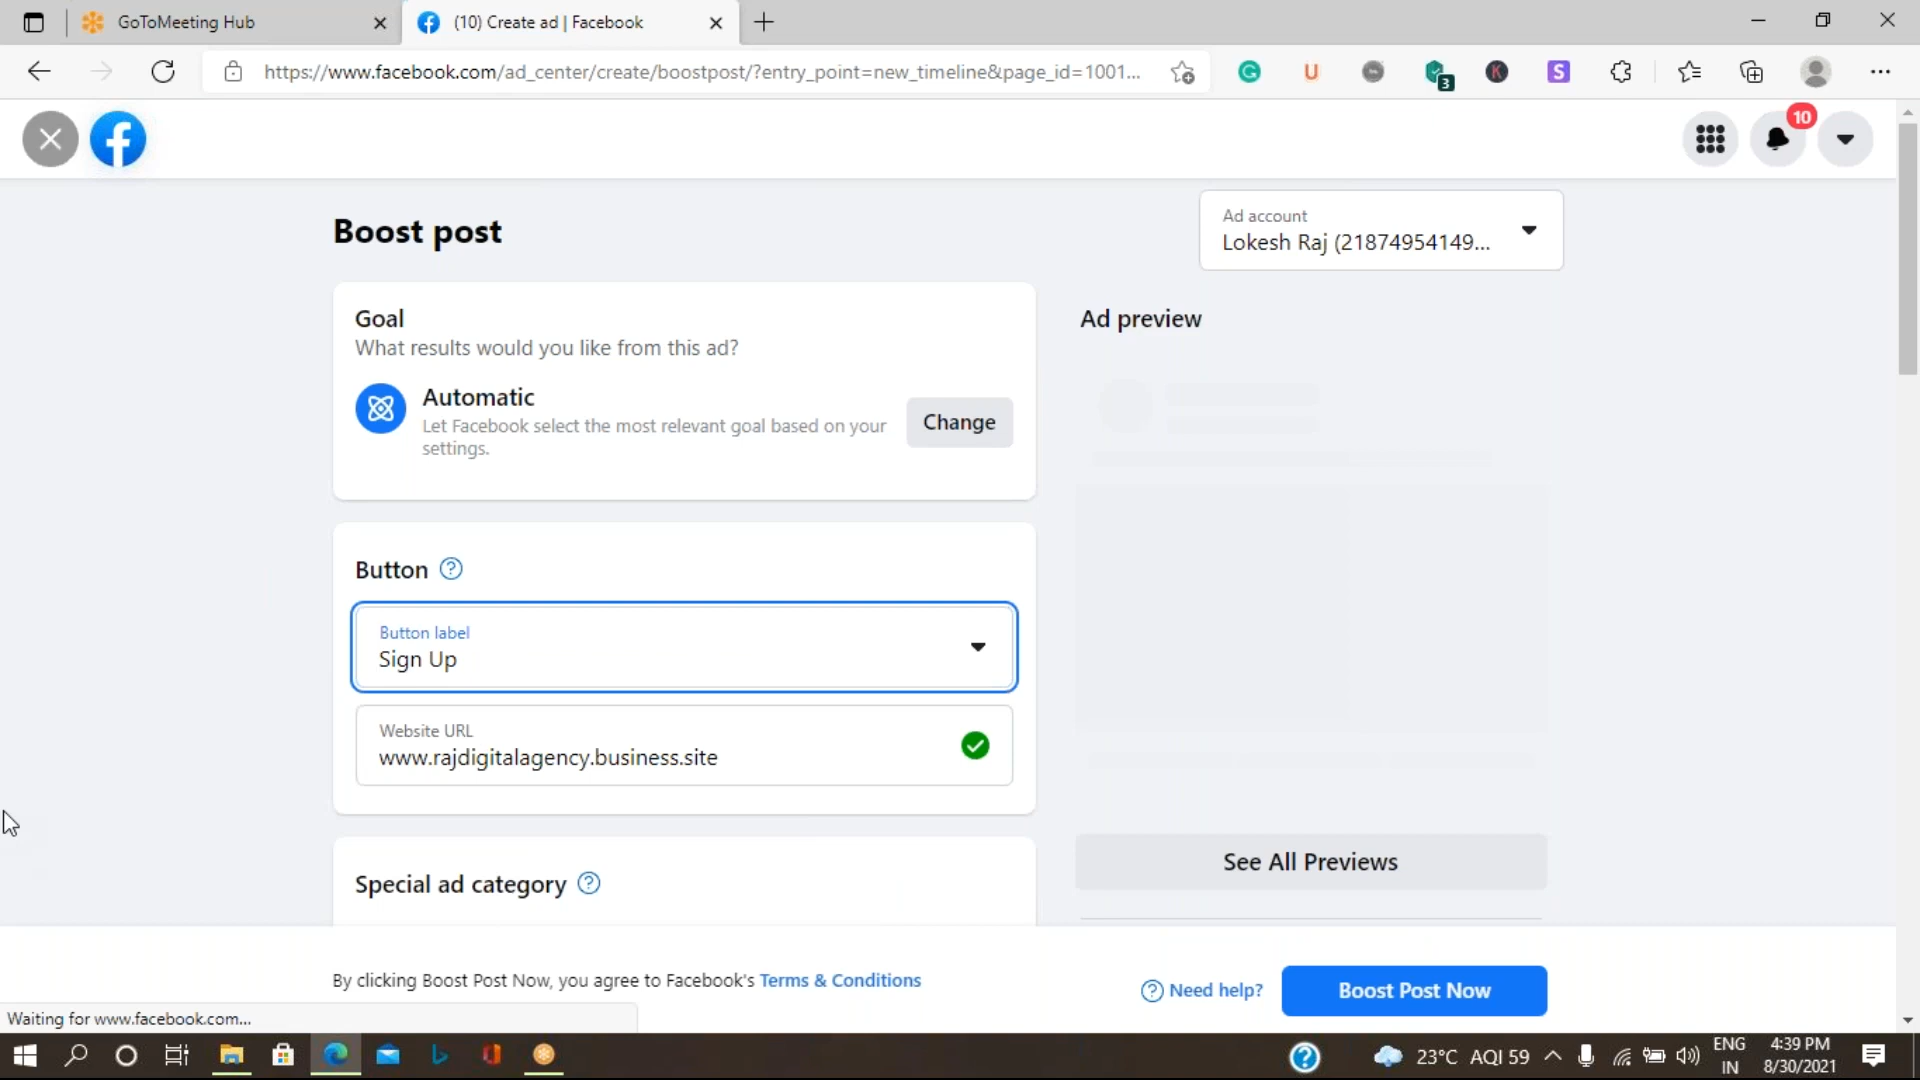 GoToMeeting Hub
(10) Create ad | Facebook
https://www.facebook.com/ad_center/create/boostpost/?entry_point=new_timeline&page_id=1001...
3
10
Boost post
Ad account
Lokesh Raj (21874954149...
Goal
What results would you like from this ad?
Automatic
Let Facebook select the most relevant goal based on your
settings.
Change
Ad preview
Button
Button label
Sign Up
Website URL
www.rajdigitalagency.business.site
Special ad category
See All Previews
By clicking Boost Post Now, you agree to Facebook's Terms & Conditions
Need help?
Boost Post Now
Waiting for www.facebook.com...
23°C AQI 59
ENG
IN
4:39 PM
8/30/2021